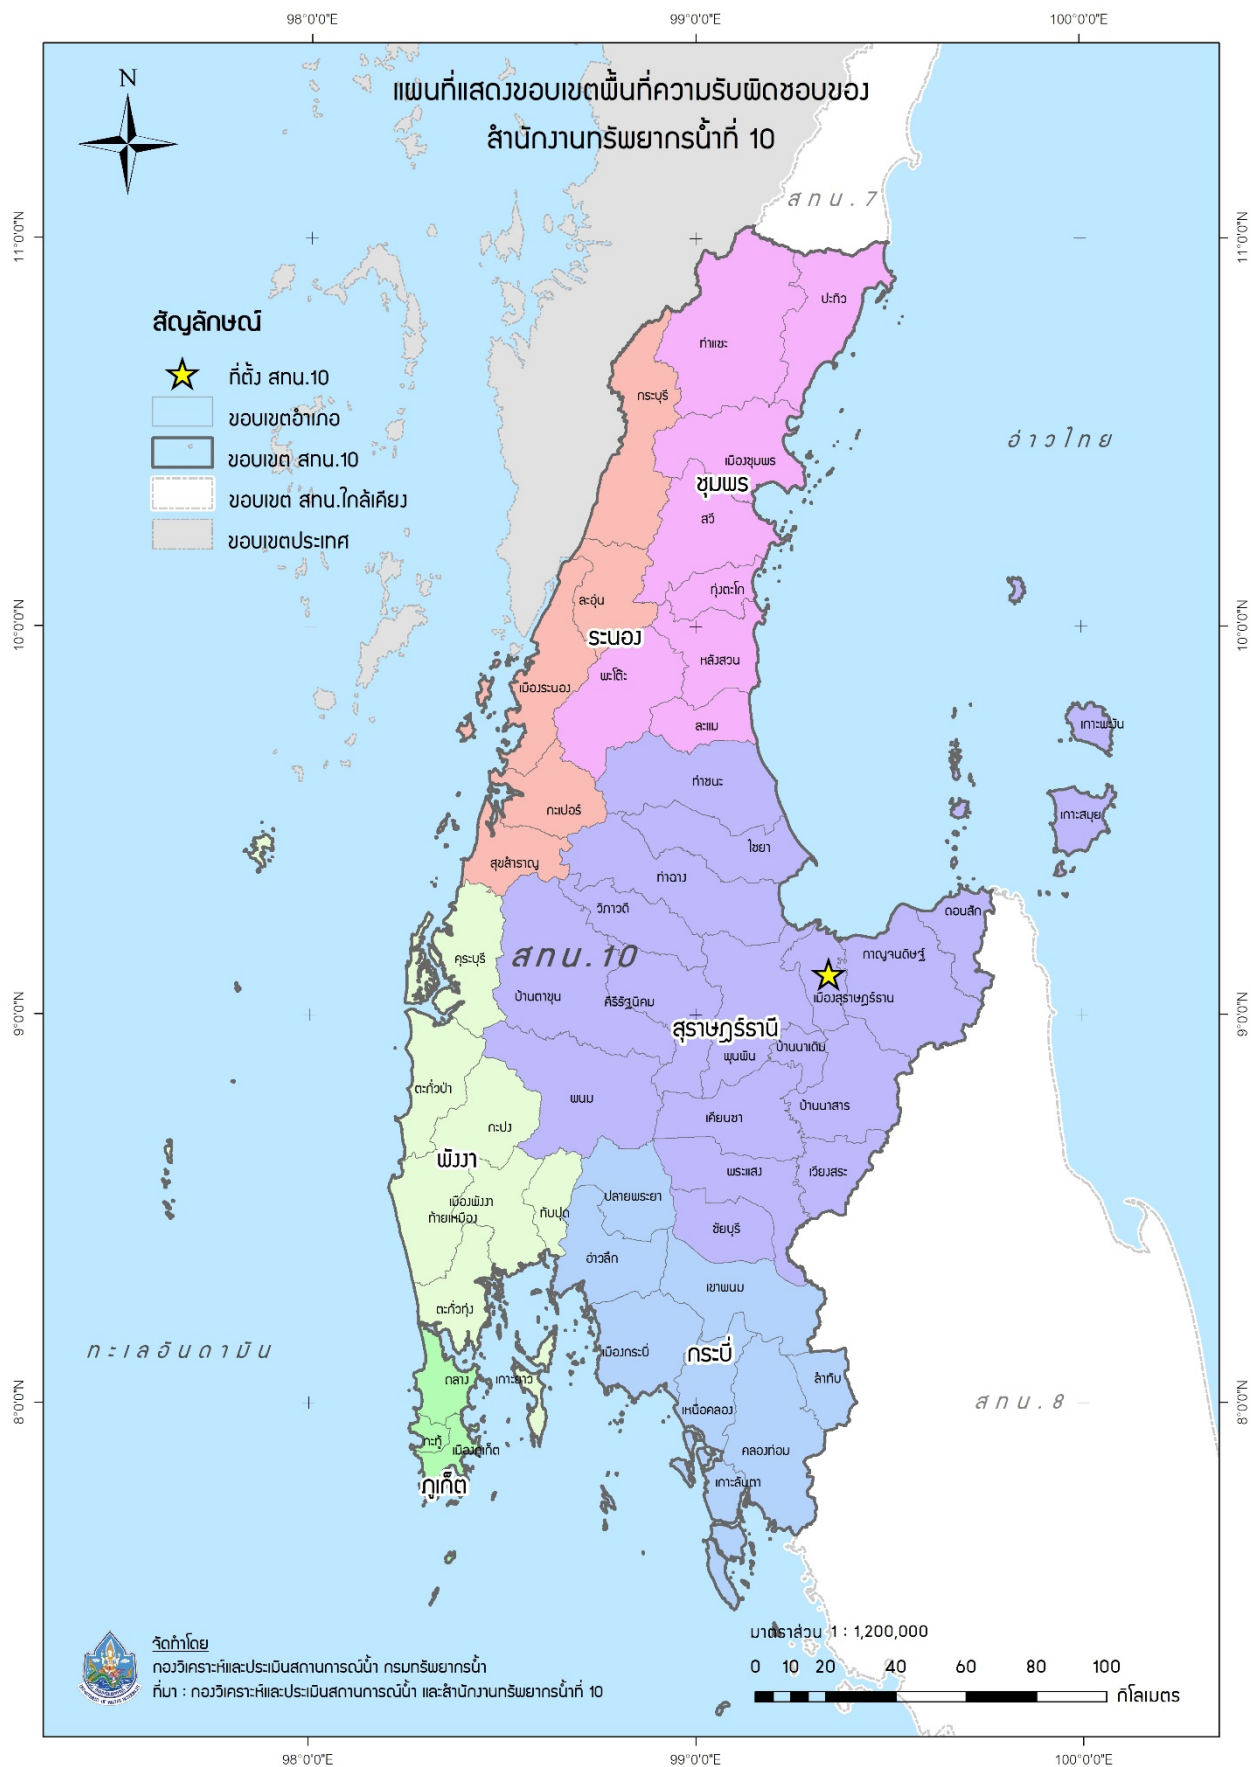 98°0'0"E 99°0'0"E 100°0'0"E
N
แผนที่แสดงขอบเขตพื้นที่ความรับผิดชอบของ
สำนักงานทรัพยากรน้ำที่ 10
สทน.7
11°0'0"N 11°0'0"N
สัญลักษณ์
ที่ตั้ง สทน.10
ขอบเขตอำเภอ
ขอบเขต สทน.10
ขอบเขต สทน.ใกล้เคียง
ขอบเขตประเทศ
ปะทิว
ท่าแซะ
กระบุรี
อ่าวไทย
เมืองชุมพร
ชุมพร
สวี
ทุ่งตะโก
ละอุ่น
10°0'0"N 10°0'0"N
ระนอง
หลังสวน
พะโต๊ะ
เมืองระนอง
ละแม
เกาะพะงัน
ท่าชนะ
กะเปอร์
เกาะสมุย
ไชยา
สุขสำราญ
ท่าฉาง
วิภาวดี
ดอนสัก
กาญจนดิษฐ์
คุระบุรี
สทน.10
บ้านตาขุน
คีรีรัฐนิคม
เมืองสุราษฎร์ธานี
9°0'0"N 9°0'0"N
สุราษฎร์ธานี
บ้านนาเดิม
พุนพิน
ตะกั่วป่า
พนม
บ้านนาสาร
เคียนซา
กะปง
พังงา
พระแสง
เวียงสระ
เมืองพังงา
ปลายพระยา
ท้ายเหมือง
ทับปุด
ชัยบุรี
อ่าวลึก
เขาพนม
ตะกั่วทุ่ง
ทะเลอันดามัน
เมืองกระบี่
กระบี่
ถลาง
เกาะยาว
ลำทับ
8°0'0"N 8°0'0"N
สทน.8
เหนือคลอง
กะทู้
เมืองภูเก็ต
คลองท่อม
ภูเก็ต
เกาะลันตา
จัดทำโดย
กองวิเคราะห์และประเมินสถานการณ์น้ำ กรมทรัพยากรน้ำ
ที่มา : กองวิเคราะห์และประเมินสถานการณ์น้ำ และสำนักงานทรัพยากรน้ำที่ 10
มาตราส่วน 1 : 1,200,000
0 10 20 40 60 80 100
กิโลเมตร
98°0'0"E 99°0'0"E 100°0'0"E